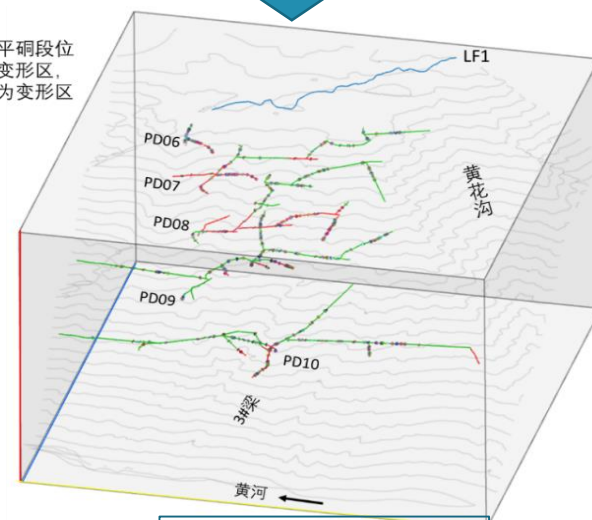 平硐段位
变形区,
为变形区
LF1
PD06
黄花沟
PD07
PD08
PD09
PD10
3#梁
黄河